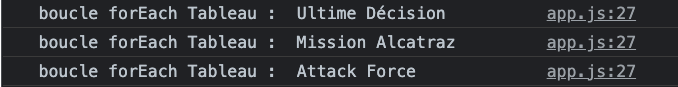 boucle forEach Tableau :  Ultime Décision app.js:27
boucle forEach Tableau :  Mission Alcatraz app.js:27
boucle forEach Tableau :  Attack Force app.js:27